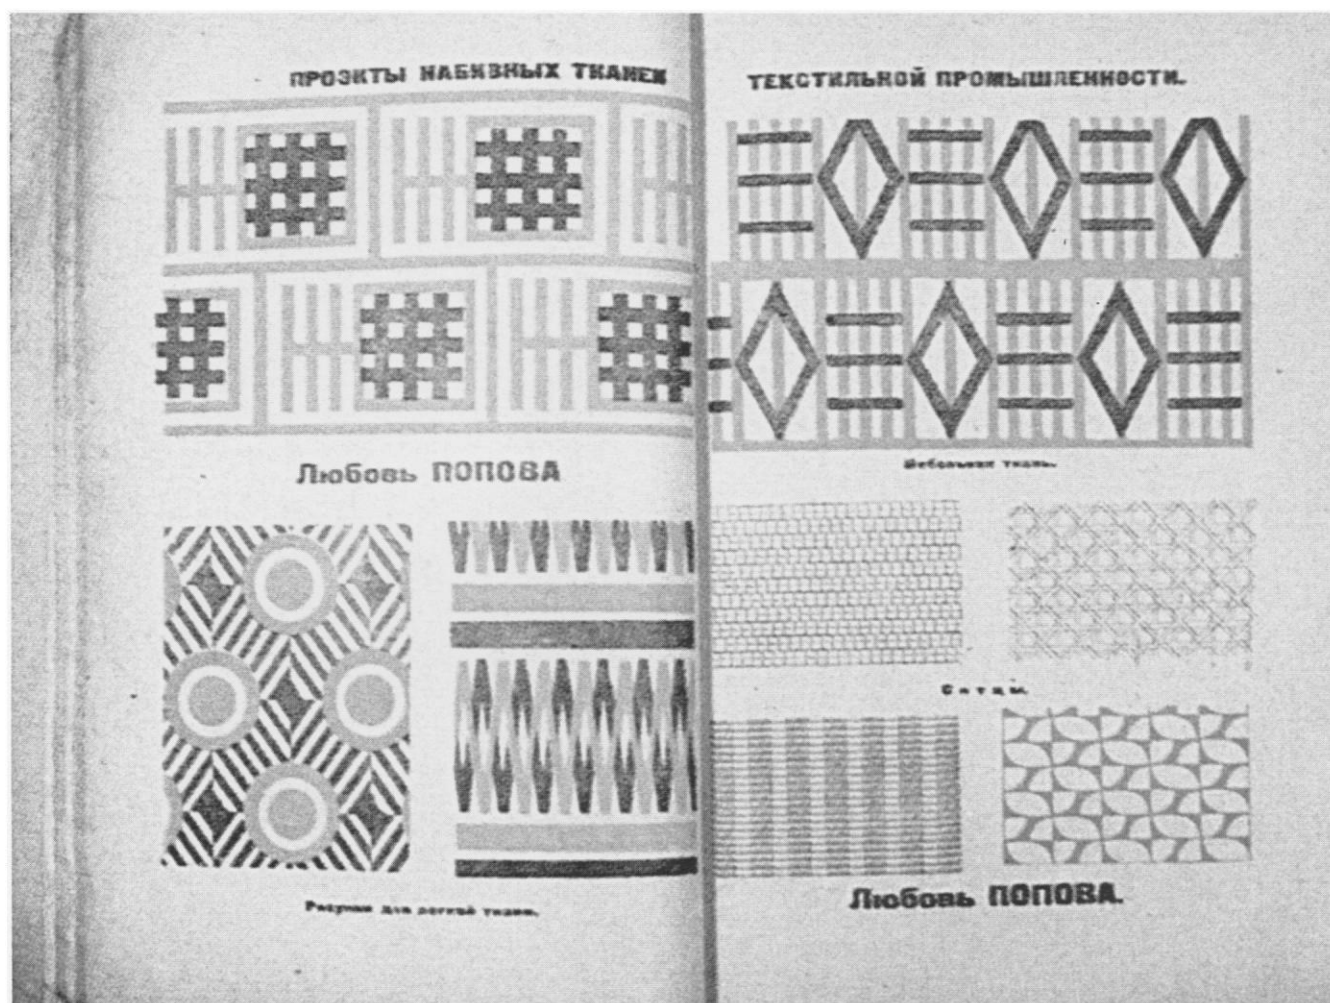 ПРОЭКТЫ НАБИВНЫХ ТКАНЕЙ
Любовь ПОПОВА
Рисунки для легкой ткани.
ТЕКСТИЛЬНОЙ ПРОМЫШЛЕННОСТИ.
Мебельная ткань.
Ситцы.
Любовь ПОПОВА.